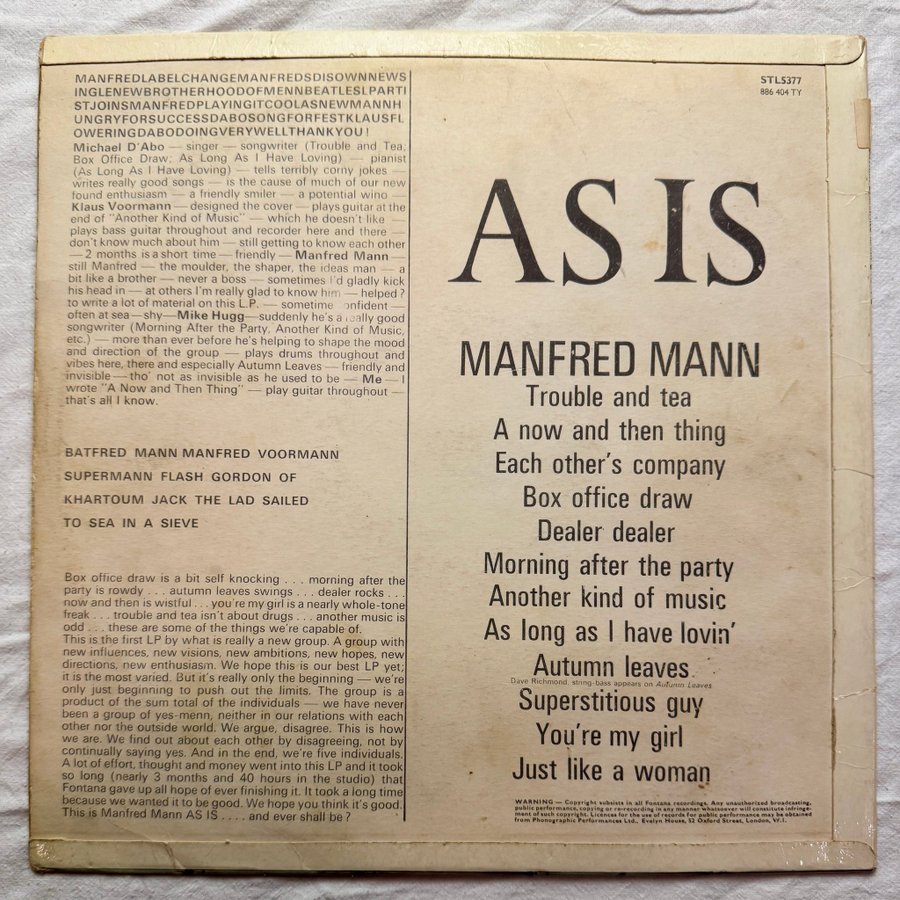 MANFREDLABELCHANGEMANFREDSDISOWNNEWS
INGLENEWBROTHERHOODOFMENNBEATLESLPARTI
STJOINSMANFREDPLAYINGITCOOLASNEWMANNH
UNGRYFORSUCCESSDABOSONGFORFESTKLAUSFL
OWERINGDABODOINGVERYWELLTHANKYOU!
Michael D'Abo — singer — songwriter (Trouble and Tea;
Box Office Draw; As Long As I Have Loving) — pianist
(As Long As I Have Loving) — tells terribly corny jokes —
writes really good songs — is the cause of much of our new
found enthusiasm — a friendly smiler — a potential wino —
Klaus Voormann — designed the cover — plays guitar at the
end of "Another Kind of Music" — which he doesn't like —
plays bass guitar throughout and recorder here and there —
don't know much about him — still getting to know each other
— 2 months is a short time — friendly — Manfred Mann —
still Manfred — the moulder, the shaper, the ideas man — a
bit like a brother — never a boss — sometimes I'd gladly kick
his head in — at others I'm really glad to know him — helped?
to write a lot of material on this L.P. — sometime onfident —
often at sea — shy — Mike Hugg — suddenly he's a really good
songwriter (Morning After the Party, Another Kind of Music,
etc.) — more than ever before he's helping to shape the mood
and direction of the group — plays drums throughout and
vibes here, there and especially Autumn Leaves — friendly and
invisible — tho' not as invisible as he used to be — Me — I
wrote "A Now and Then Thing" — play guitar throughout —
that's all I know.
BATFRED MANN MANFRED VOORMANN
SUPERMANN FLASH GORDON OF
KHARTOUM JACK THE LAD SAILED
TO SEA IN A SIEVE
Box office draw is a bit self knocking . . . morning after the
party is rowdy . . . autumn leaves swings . . . dealer rocks . . .
now and then is wistful . . . you're my girl is a nearly whole-tone
freak . . . trouble and tea isn't about drugs . . . another music is
odd . . . these are some of the things we're capable of.
This is the first LP by what is really a new group. A group with
new influences, new visions, new ambitions, new hopes, new
directions, new enthusiasm. We hope this is our best LP yet;
it is the most varied. But it's really only the beginning — we're
only just beginning to push out the limits. The group is a
product of the sum total of the individuals — we have never
been a group of yes-menn, neither in our relations with each
other nor the outside world. We argue, disagree. This is how
we are. We find out about each other by disagreeing, not by
continually saying yes. And in the end, we're five individuals.
A lot of effort, thought and money went into this LP and it took
so long (nearly 3 months and 40 hours in the studio) that
Fontana gave up all hope of ever finishing it. It took a long time
because we wanted it to be good. We hope you think it's good.
This is Manfred Mann AS IS . . . . and ever shall be?
STL5377
886 404 TY
AS IS
MANFRED MANN
Trouble and tea
A now and then thing
Each other's company
Box office draw
Dealer dealer
Morning after the party
Another kind of music
As long as I have lovin'
Autumn leaves
Dave Richmond, string-bass appears on Autumn Leaves
Superstitious guy
You're my girl
Just like a woman
WARNING — Copyright subsists in all Fontana recordings. Any unauthorized broadcasting,
public performance, copying or re-recording in any manner whatsoever will constitute infringe-
ment of such copyright. Licences for the use of records for public performance may be obtained
from Phonographic Performances Ltd., Evelyn House, 52 Oxford Street, London, W.1.